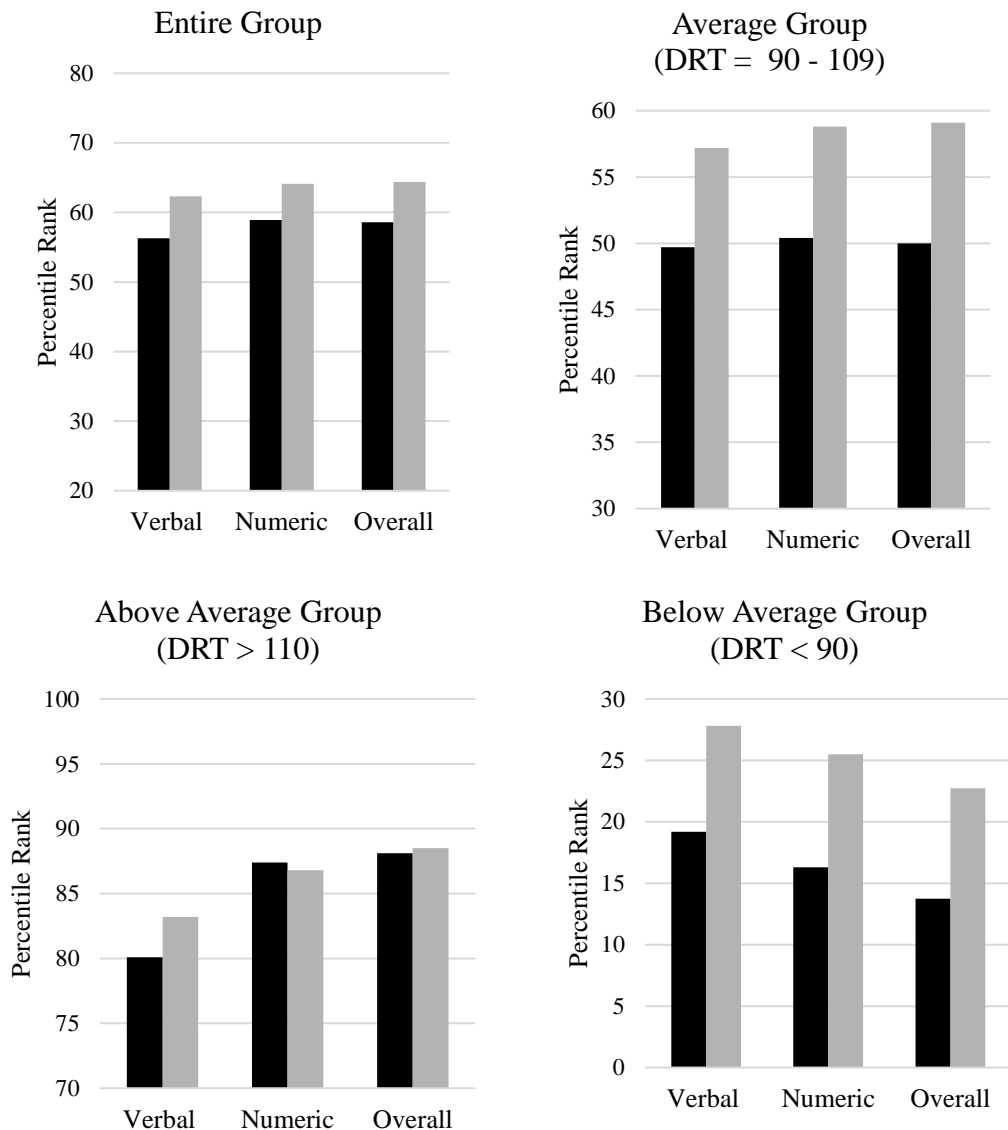 Entire Group
80
70
60
50
40
30
20
Percentile Rank
Verbal Numeric Overall
Average Group
(DRT = 90 - 109)
60
55
50
45
40
35
30
Percentile Rank
Verbal Numeric Overall
Above Average Group
(DRT > 110)
100
95
90
85
80
75
70
Percentile Rank
Verbal Numeric Overall
Below Average Group
(DRT < 90)
30
25
20
15
10
5
0
Percentile Rank
Verbal Numeric Overall